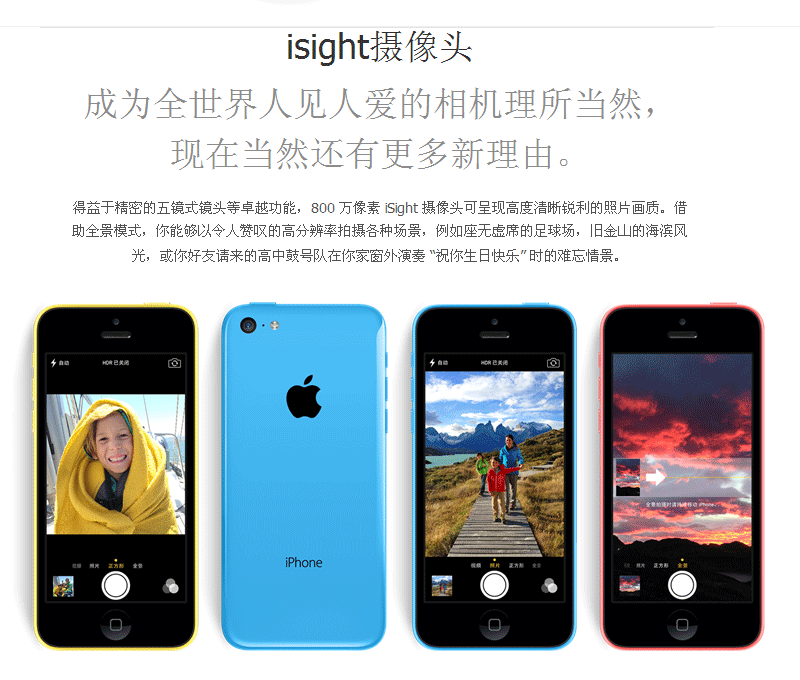 isight摄像头
成为全世界人见人爱的相机理所当然，
现在当然还有更多新理由。
得益于精密的五镜式镜头等卓越功能，800 万像素 iSight 摄像头可呈现高度清晰锐利的照片画质。借
助全景模式，你能够以令人赞叹的高分辨率拍摄各种场景，例如座无虚席的足球场，旧金山的海滨风
光，或你好友请来的高中鼓号队在你家窗外演奏 “祝你生日快乐” 时的难忘情景。
自动 HDR 已关闭
视频 照片 正方形 全景
iPhone
自动 HDR 已关闭
视频 照片 正方形 全景
全景拍摄时请持续移动 iPhone。
照片 正方形 全景